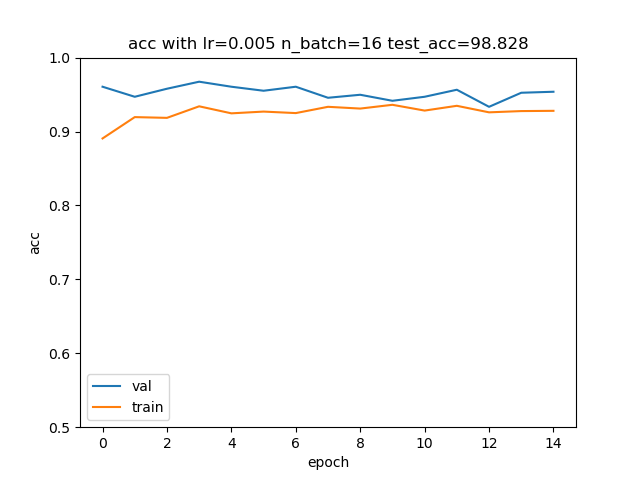 acc with lr=0.005 n_batch=16 test_acc=98.828
1.0
0.9
0.8
0.7
0.6
0.5
acc
val
train
0 2 4 6 8 10 12 14
epoch